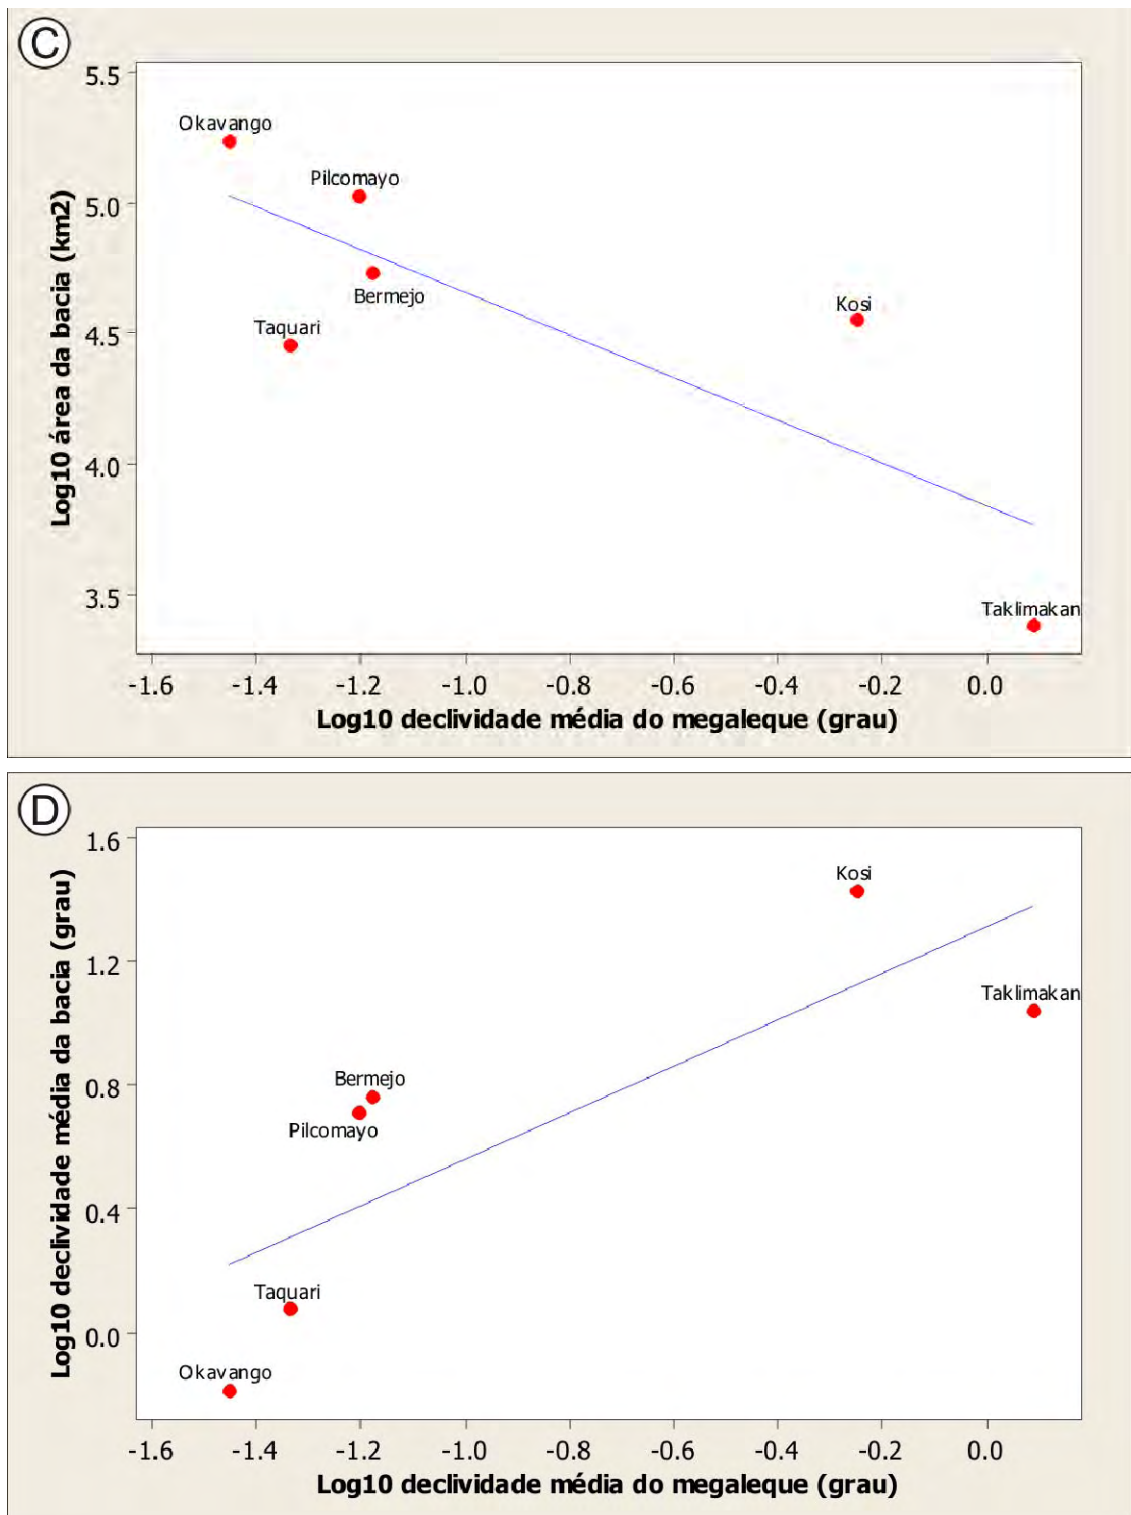 C
5.5
Okavango
Pilcomayo
5.0
Bermejo
Kosi
4.5
Taquari
4.0
3.5
Taklimakan
Log10 área da bacia (km2)
-1.6 -1.4 -1.2 -1.0 -0.8 -0.6 -0.4 -0.2 0.0
Log10 declividade média do megaleque (grau)
D
1.6
Kosi
1.2
Taklimakan
Bermejo
0.8
Pilcomayo
0.4
Taquari
0.0
Okavango
Log10 declividade média da bacia (grau)
-1.6 -1.4 -1.2 -1.0 -0.8 -0.6 -0.4 -0.2 0.0
Log10 declividade média do megaleque (grau)